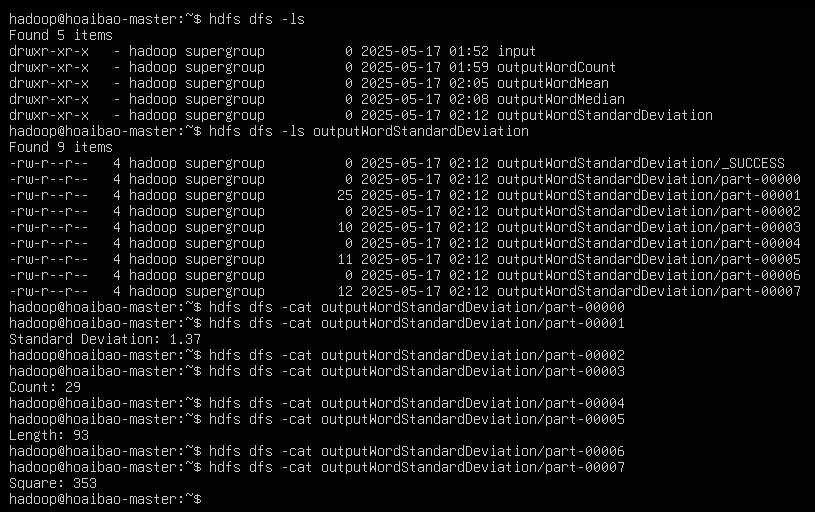 hadoop@hoaibao-master:~$ hdfs dfs -ls
Found 5 items
drwxr-xr-x   - hadoop supergroup          0 2025-05-17 01:52 input
drwxr-xr-x   - hadoop supergroup          0 2025-05-17 01:59 outputWordCount
drwxr-xr-x   - hadoop supergroup          0 2025-05-17 02:05 outputWordMean
drwxr-xr-x   - hadoop supergroup          0 2025-05-17 02:08 outputWordMedian
drwxr-xr-x   - hadoop supergroup          0 2025-05-17 02:12 outputWordStandardDeviation
hadoop@hoaibao-master:~$ hdfs dfs -ls outputWordStandardDeviation
Found 9 items
-rw-r--r--   4 hadoop supergroup          0 2025-05-17 02:12 outputWordStandardDeviation/_SUCCESS
-rw-r--r--   4 hadoop supergroup          0 2025-05-17 02:12 outputWordStandardDeviation/part-00000
-rw-r--r--   4 hadoop supergroup         25 2025-05-17 02:12 outputWordStandardDeviation/part-00001
-rw-r--r--   4 hadoop supergroup          0 2025-05-17 02:12 outputWordStandardDeviation/part-00002
-rw-r--r--   4 hadoop supergroup         10 2025-05-17 02:12 outputWordStandardDeviation/part-00003
-rw-r--r--   4 hadoop supergroup          0 2025-05-17 02:12 outputWordStandardDeviation/part-00004
-rw-r--r--   4 hadoop supergroup         11 2025-05-17 02:12 outputWordStandardDeviation/part-00005
-rw-r--r--   4 hadoop supergroup          0 2025-05-17 02:12 outputWordStandardDeviation/part-00006
-rw-r--r--   4 hadoop supergroup         12 2025-05-17 02:12 outputWordStandardDeviation/part-00007
hadoop@hoaibao-master:~$ hdfs dfs -cat outputWordStandardDeviation/part-00000
hadoop@hoaibao-master:~$ hdfs dfs -cat outputWordStandardDeviation/part-00001
Standard Deviation: 1.37
hadoop@hoaibao-master:~$ hdfs dfs -cat outputWordStandardDeviation/part-00002
hadoop@hoaibao-master:~$ hdfs dfs -cat outputWordStandardDeviation/part-00003
Count: 29
hadoop@hoaibao-master:~$ hdfs dfs -cat outputWordStandardDeviation/part-00004
hadoop@hoaibao-master:~$ hdfs dfs -cat outputWordStandardDeviation/part-00005
Length: 93
hadoop@hoaibao-master:~$ hdfs dfs -cat outputWordStandardDeviation/part-00006
hadoop@hoaibao-master:~$ hdfs dfs -cat outputWordStandardDeviation/part-00007
Square: 353
hadoop@hoaibao-master:~$